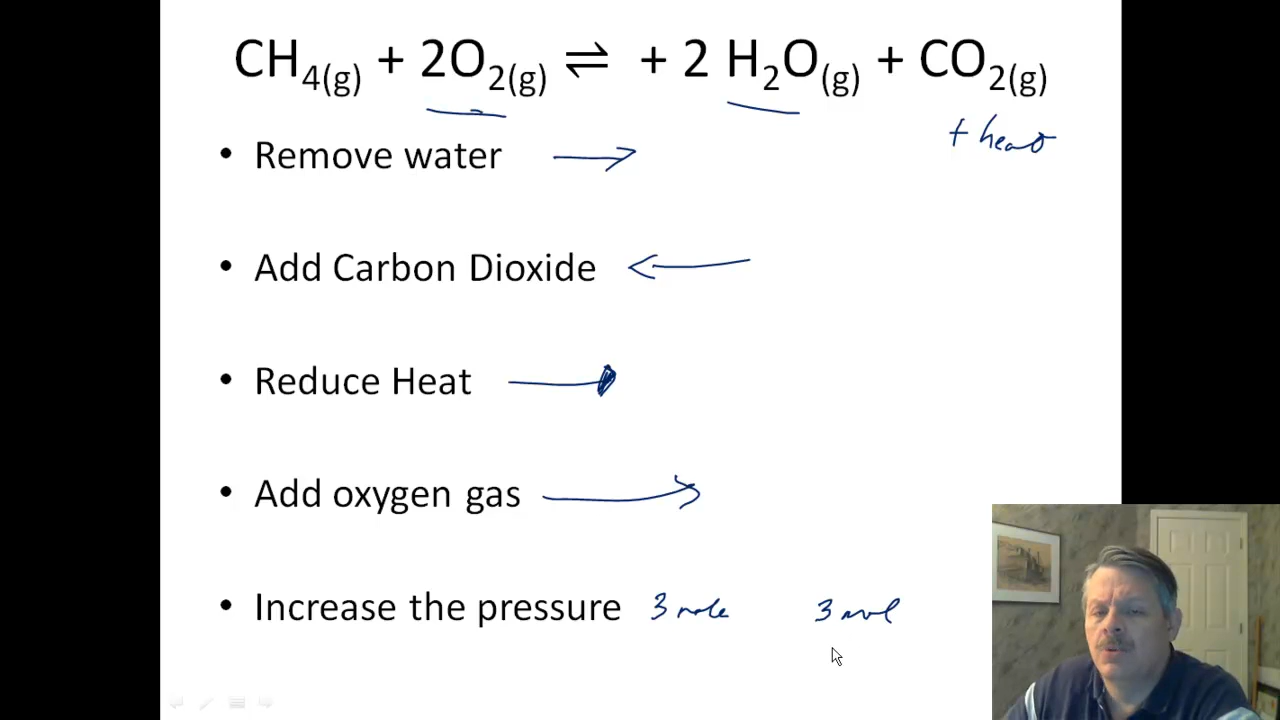 CH4(g) + 2O2(g) ⇌ + 2 H2O(g) + CO2(g)
+ heat
• Remove water →
• Add Carbon Dioxide ←
• Reduce Heat →
• Add oxygen gas →
• Increase the pressure 3 mole 3 mol